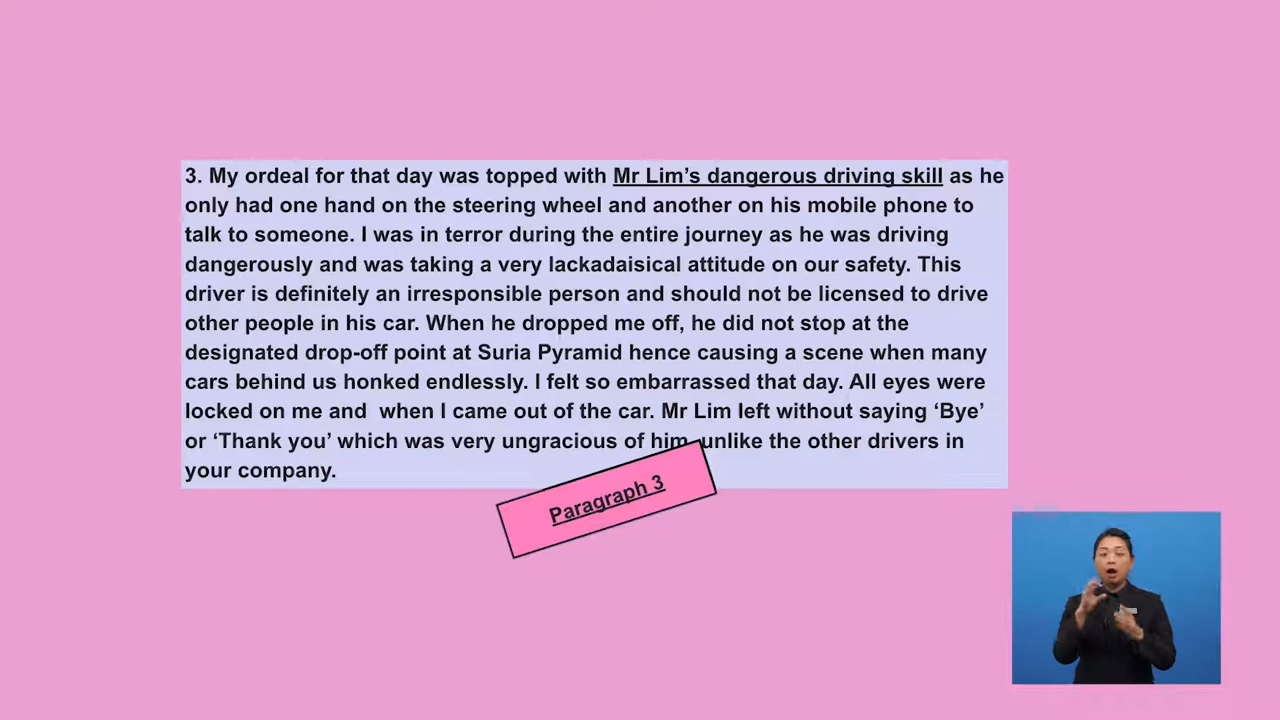 3. My ordeal for that day was topped with Mr Lim’s dangerous driving skill as he
only had one hand on the steering wheel and another on his mobile phone to
talk to someone. I was in terror during the entire journey as he was driving
dangerously and was taking a very lackadaisical attitude on our safety. This
driver is definitely an irresponsible person and should not be licensed to drive
other people in his car. When he dropped me off, he did not stop at the
designated drop-off point at Suria Pyramid hence causing a scene when many
cars behind us honked endlessly. I felt so embarrassed that day. All eyes were
locked on me and  when I came out of the car. Mr Lim left without saying ‘Bye’
or ‘Thank you’ which was very ungracious of him, unlike the other drivers in
your company.
Paragraph 3